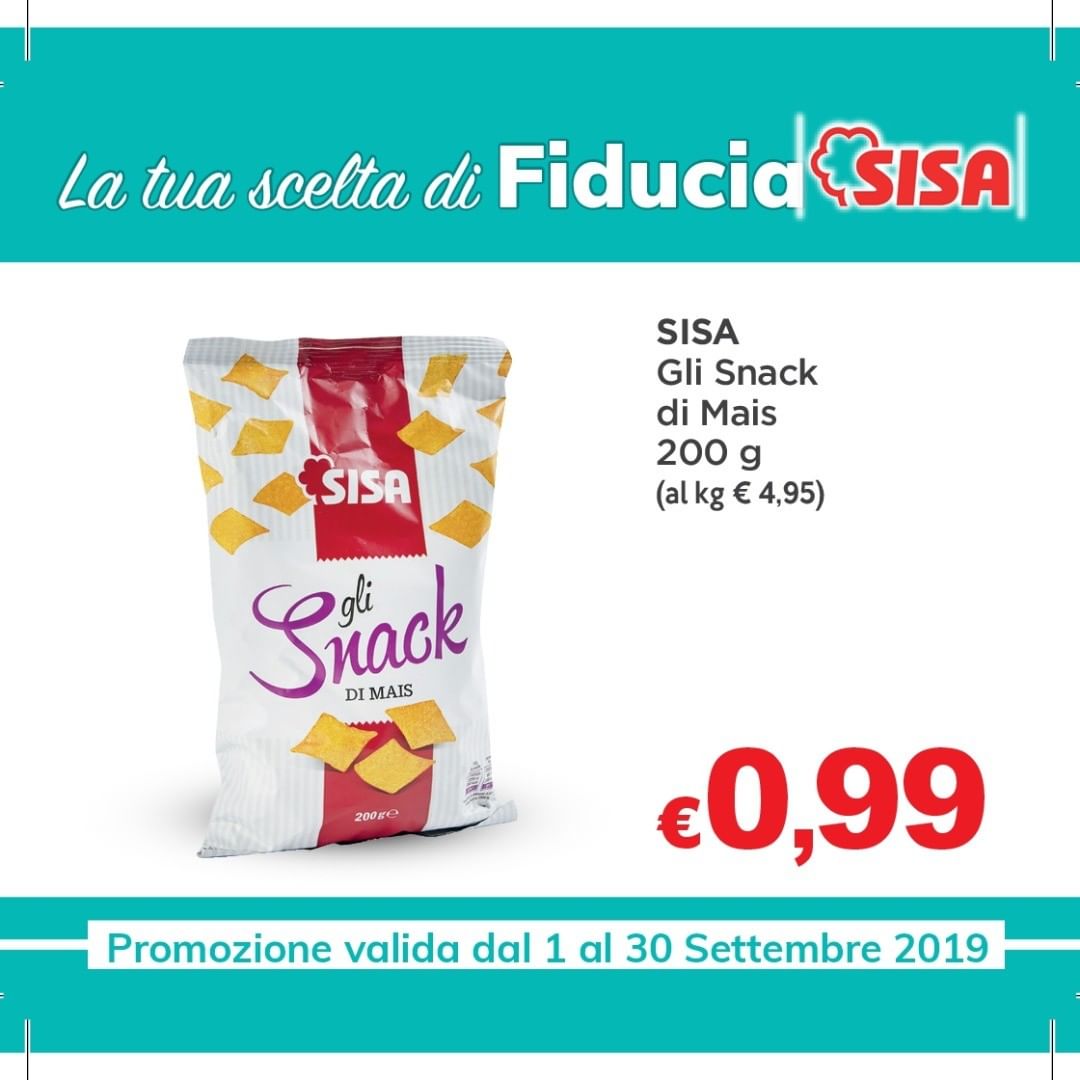 La tua scelta di Fiducia SISA
SISA
Gli Snack
di Mais
200 g
(al kg € 4,95)
SISA
gli
Snack
DI MAIS
200 g e
€0,99
Promozione valida dal 1 al 30 Settembre 2019